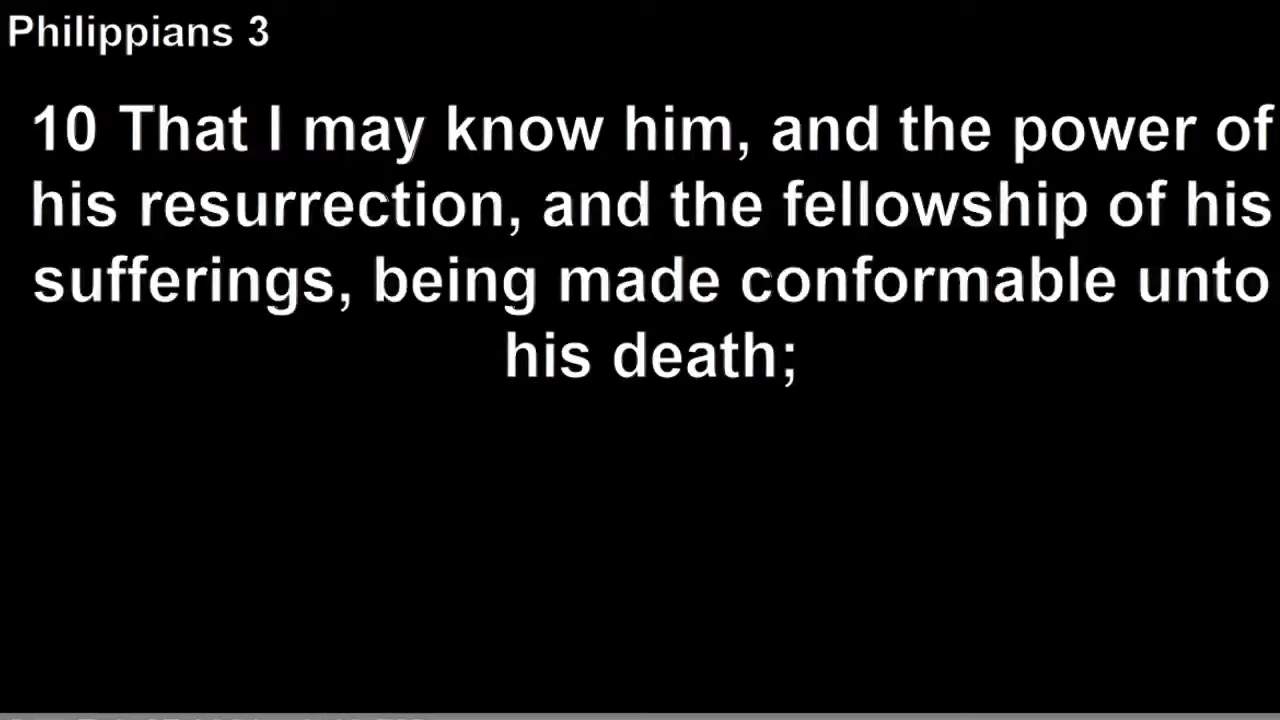 Philippians 3
10 That I may know him, and the power of
his resurrection, and the fellowship of his
sufferings, being made conformable unto
his death;